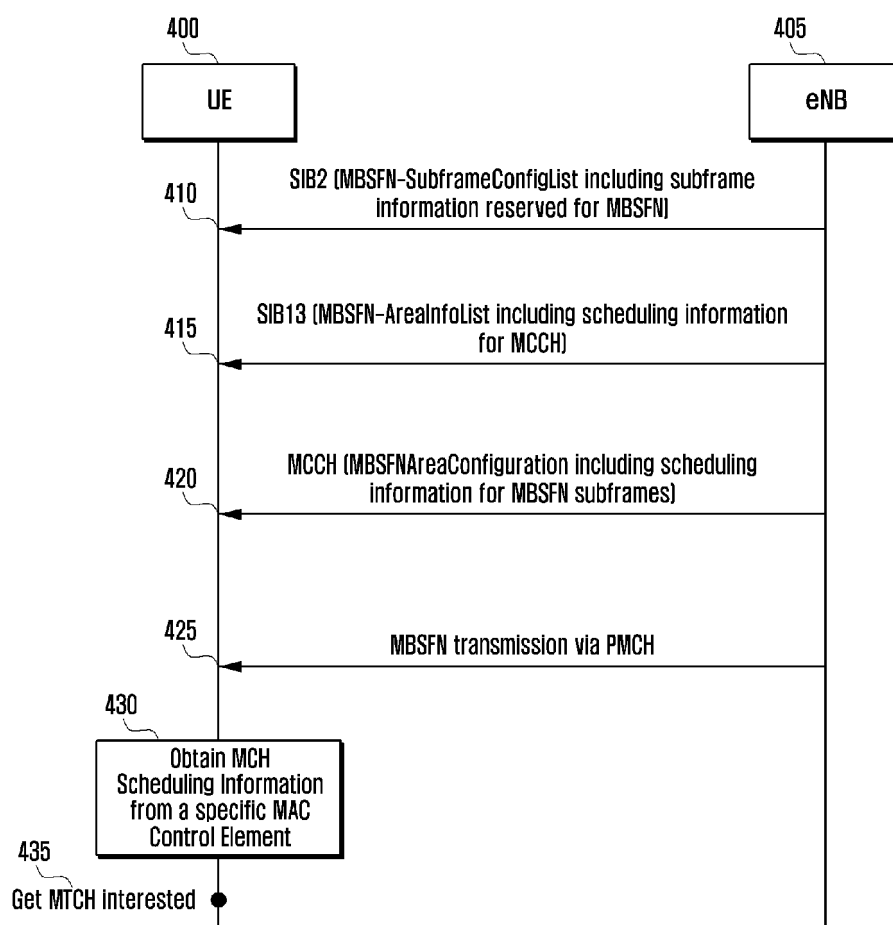 400
405
UE
eNB
SIB2 (MBSFN-SubframeConfigList including subframe
information reserved for MBSFN)
410
SIB13 (MBSFN-AreaInfoList including scheduling information
for MCCH)
415
MCCH (MBSFNAreaConfiguration including scheduling
information for MBSFN subframes)
420
MBSFN transmission via PMCH
425
430
Obtain MCH
Scheduling Information
from a specific MAC
Control Element
435
Get MTCH interested